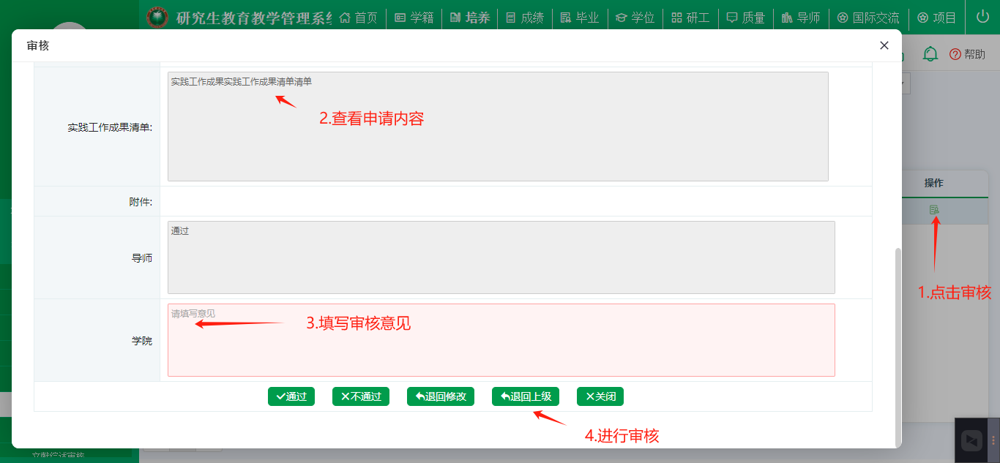 研究生教育教学管理系统
首页
学籍
培养
成绩
毕业
学位
研工
质量
导师
国际交流
项目
审核
帮助
实践工作成果清单:
实践工作成果实践工作成果清单清单
2.查看申请内容
操作
附件:
导师
通过
1.点击审核
学院
请填写意见
3.填写审核意见
通过
不通过
退回修改
退回上级
关闭
4.进行审核
文献综述审核